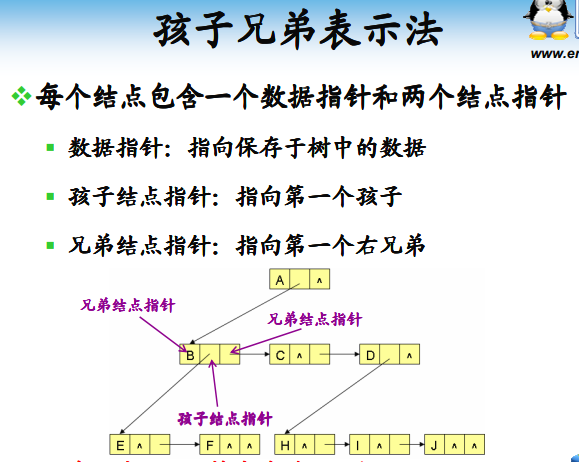 孩子兄弟表示法
www.er
每个结点包含一个数据指针和两个结点指针
数据指针：指向保存于树中的数据
孩子结点指针：指向第一个孩子
兄弟结点指针：指向第一个右兄弟
A ∧
兄弟结点指针
兄弟结点指针
B C ∧ D ∧
孩子结点指针
E ∧ F ∧ ∧ H ∧ I ∧ J ∧ ∧